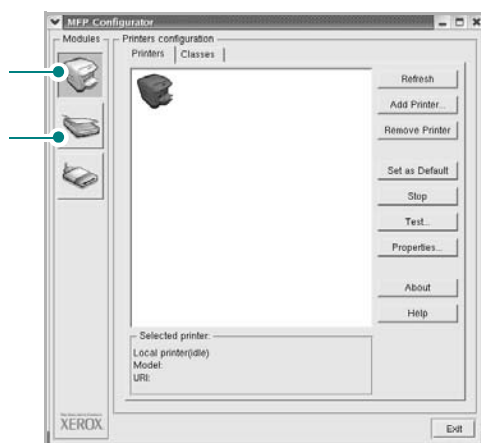 MFP Configurator
Modules
Printers configuration
Printers
Classes
Refresh
Add Printer...
Remove Printer
Set as Default
Stop
Test...
Properties...
About
Help
Selected printer:
Local printer(idle)
Model:
URI:
XEROX
Exit